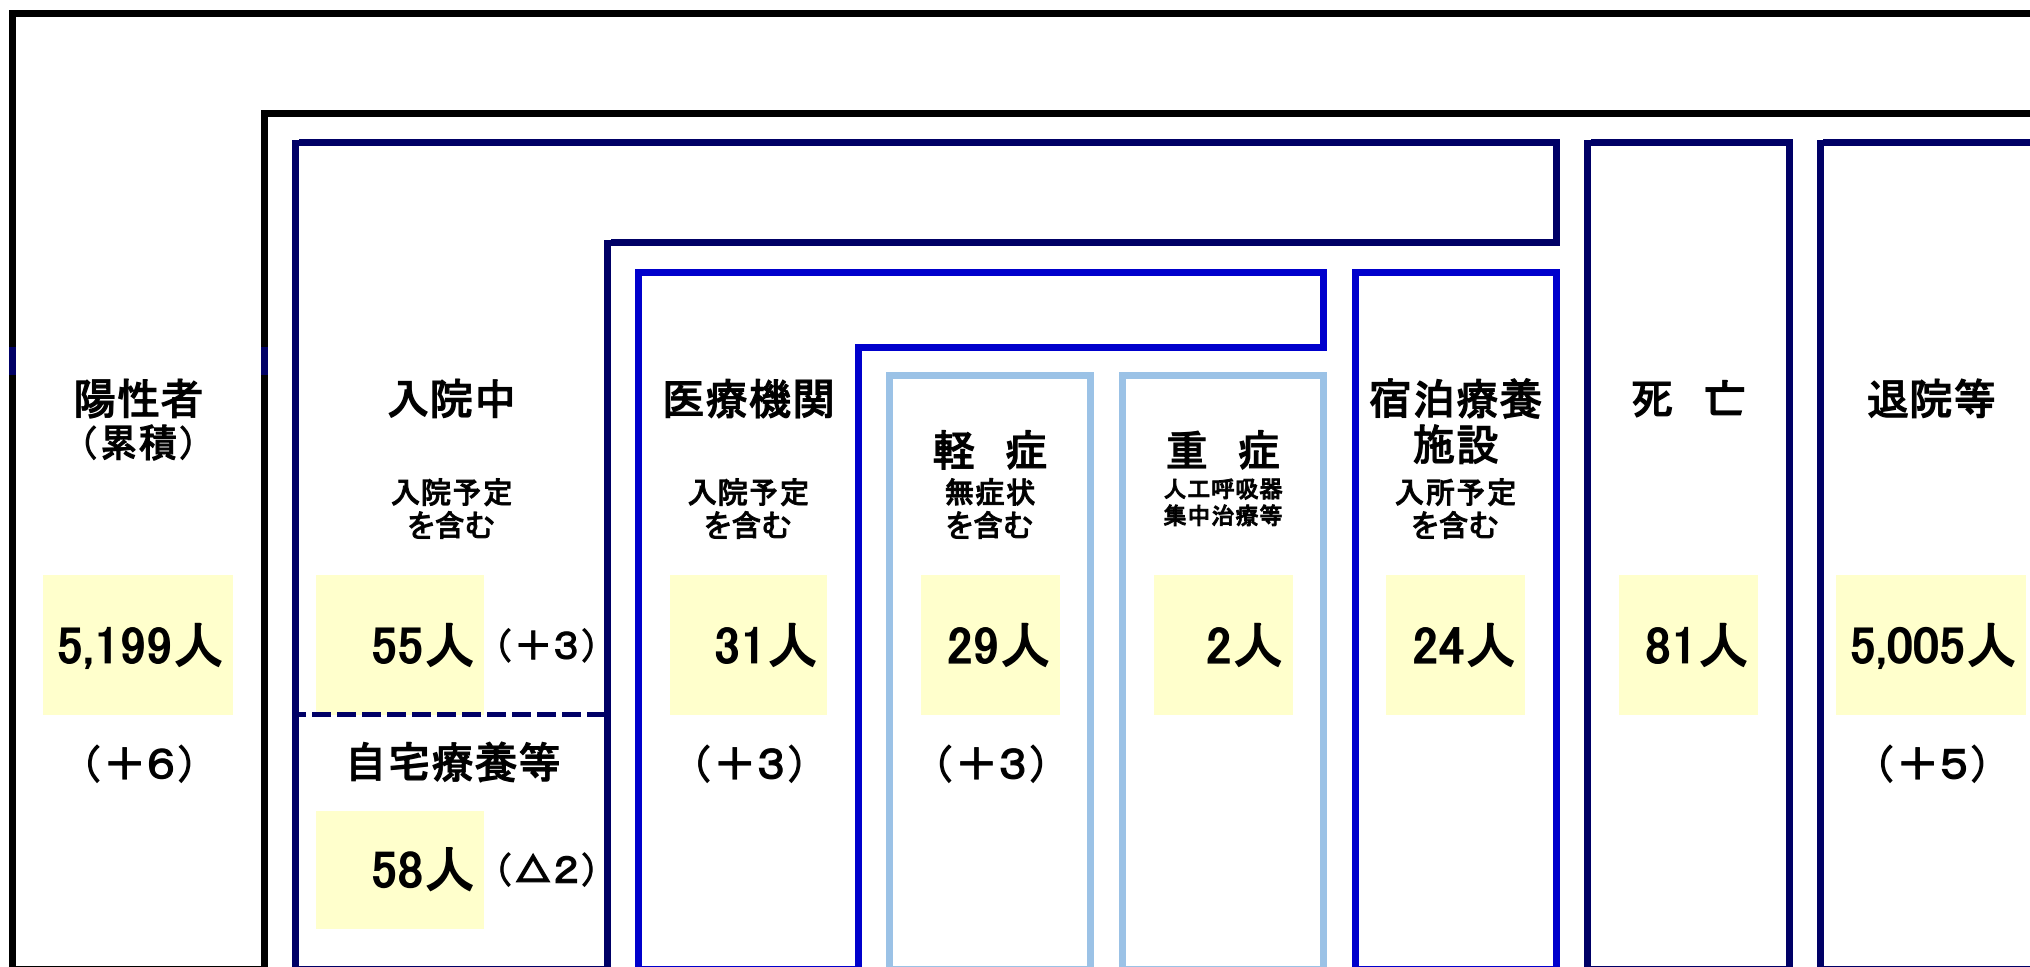 陽性者
（累積）
5,199人
（＋6）
入院中
入院予定
を含む
55人（＋3）
自宅療養等
58人（△2）
医療機関
入院予定
を含む
31人
（＋3）
軽　症
無症状
を含む
29人
（＋3）
重　症
人工呼吸器
集中治療等
2人
宿泊療養
施設
入所予定
を含む
24人
死　亡
81人
退院等
5,005人
（＋5）